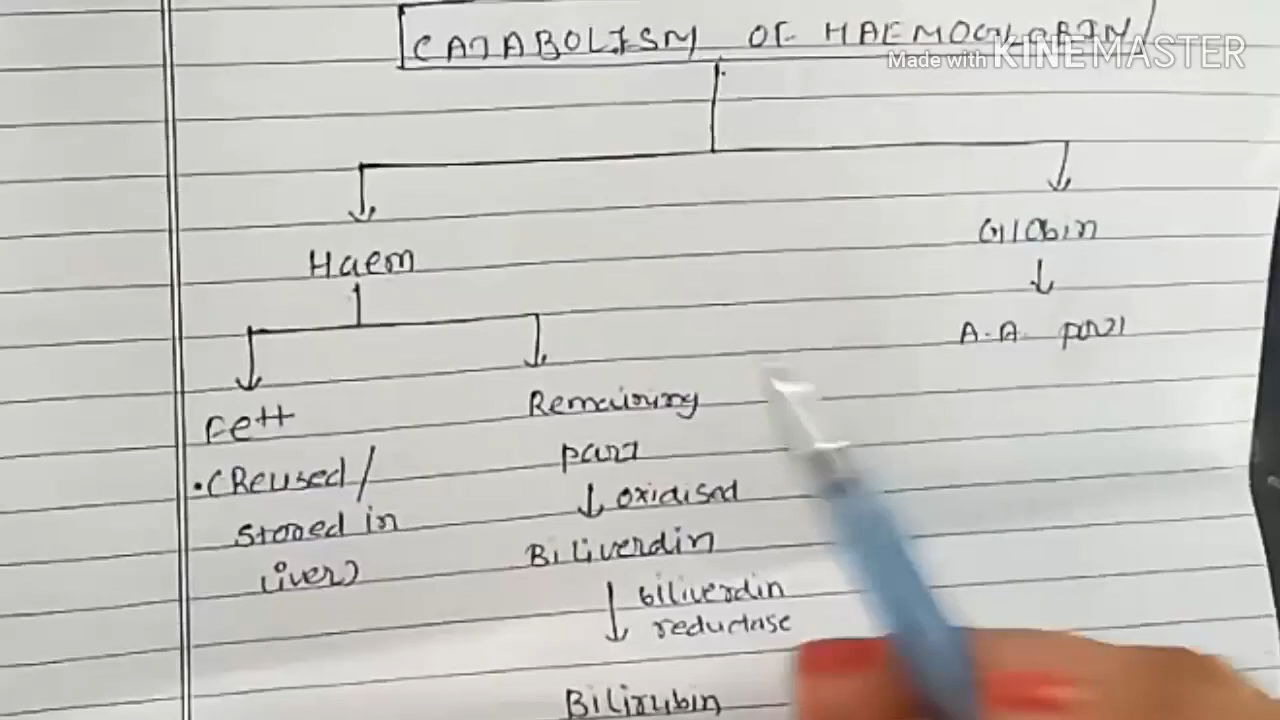 CATABOLISM OF HAEMOGLOBIN
Made with KINEMASTER
Haem
Globin
A.A. pool
Fe++
Remaining
part
.(Reused/
stored in
liver)
oxidised
Biliverdin
biliverdin
reductase
Bilirubin